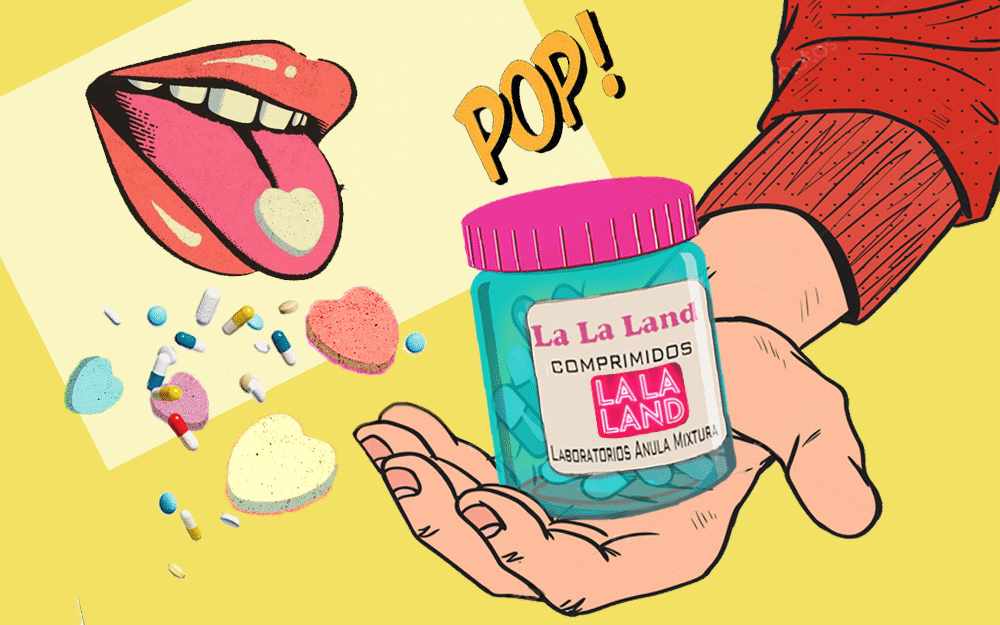 POP!
La La Land
COMPRIMIDOS
LA LA
LAND
LABORATORIOS ANULA MIXTURA